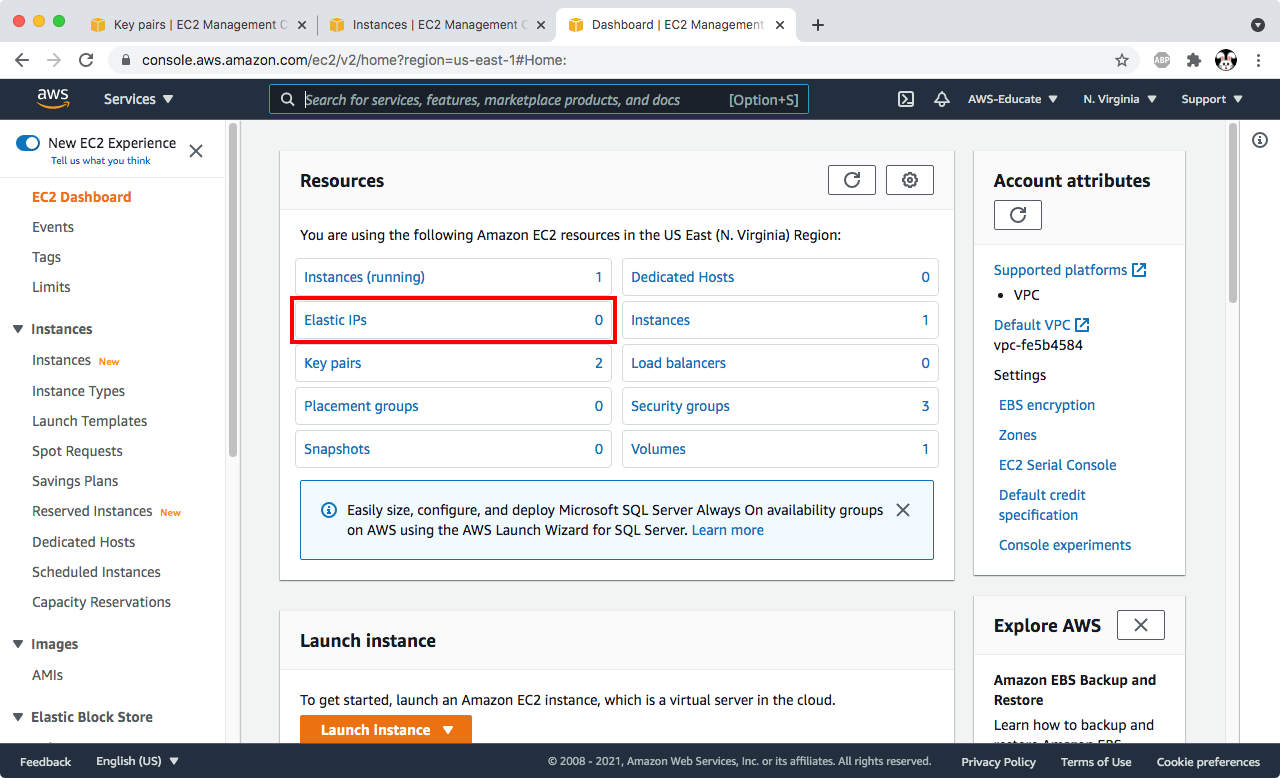 Key pairs | EC2 Management C
Instances | EC2 Management C
Dashboard | EC2 Management
console.aws.amazon.com/ec2/v2/home?region=us-east-1#Home:
ABP
aws
Services
Search for services, features, marketplace products, and docs
[Option+S]
AWS-Educate
N. Virginia
Support
New EC2 Experience
Tell us what you think
EC2 Dashboard
Events
Tags
Limits
Instances
Instances New
Instance Types
Launch Templates
Spot Requests
Savings Plans
Reserved Instances New
Dedicated Hosts
Scheduled Instances
Capacity Reservations
Images
AMIs
Elastic Block Store
Resources
You are using the following Amazon EC2 resources in the US East (N. Virginia) Region:
Instances (running) 1
Dedicated Hosts 0
Elastic IPs 0
Instances 1
Key pairs 2
Load balancers 0
Placement groups 0
Security groups 3
Snapshots 0
Volumes 1
Easily size, configure, and deploy Microsoft SQL Server Always On availability groups
on AWS using the AWS Launch Wizard for SQL Server. Learn more
Launch instance
To get started, launch an Amazon EC2 instance, which is a virtual server in the cloud.
Launch instance
Account attributes
Supported platforms
• VPC
Default VPC
vpc-fe5b4584
Settings
EBS encryption
Zones
EC2 Serial Console
Default credit
specification
Console experiments
Explore AWS
Amazon EBS Backup and
Restore
Learn how to backup and
restore Amazon EBS
Feedback
English (US)
© 2008 - 2021, Amazon Web Services, Inc. or its affiliates. All rights reserved.
Privacy Policy
Terms of Use
Cookie preferences